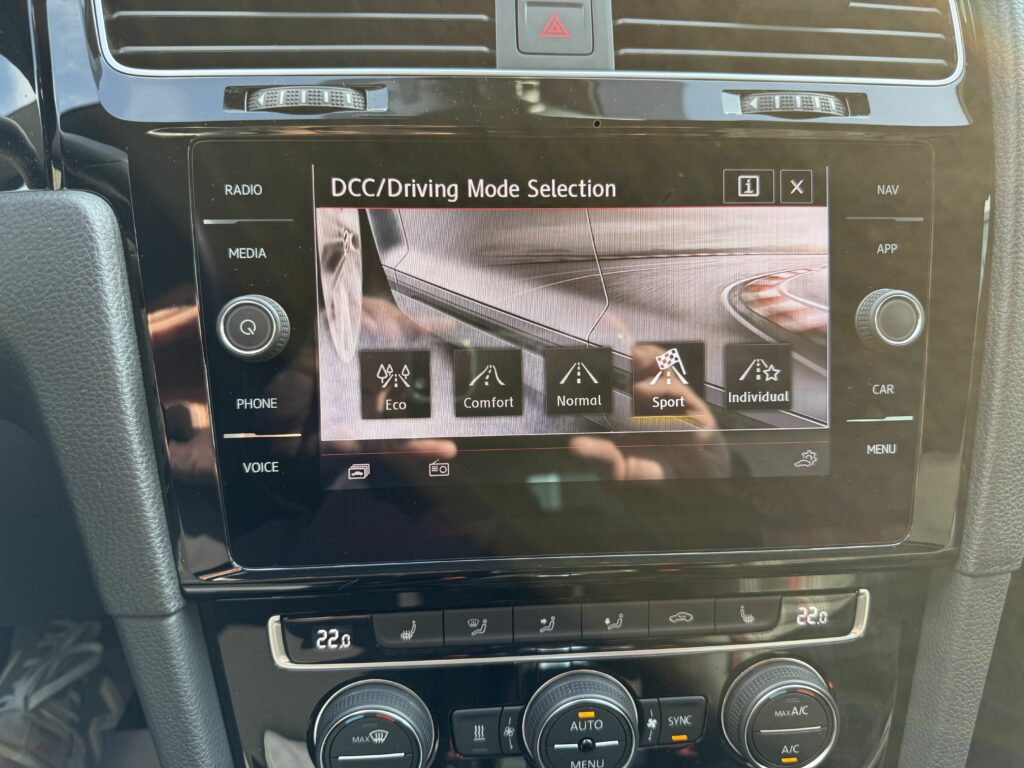 RADIO
MEDIA
PHONE
VOICE
DCC/Driving Mode Selection
i
X
Eco
Comfort
Normal
Sport
Individual
NAV
APP
CAR
MENU
22.0
22.0
MAX
AUTO
MENU
SYNC
MAX A/C
A/C